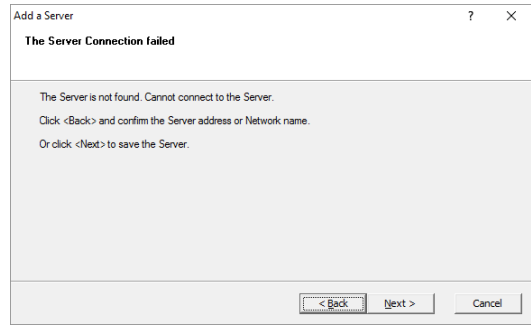 Add a Server
? ×
The Server Connection failed
The Server is not found. Cannot connect to the Server.
Click <Back> and confirm the Server address or Network name.
Or click <Next> to save the Server.
< Back Next > Cancel